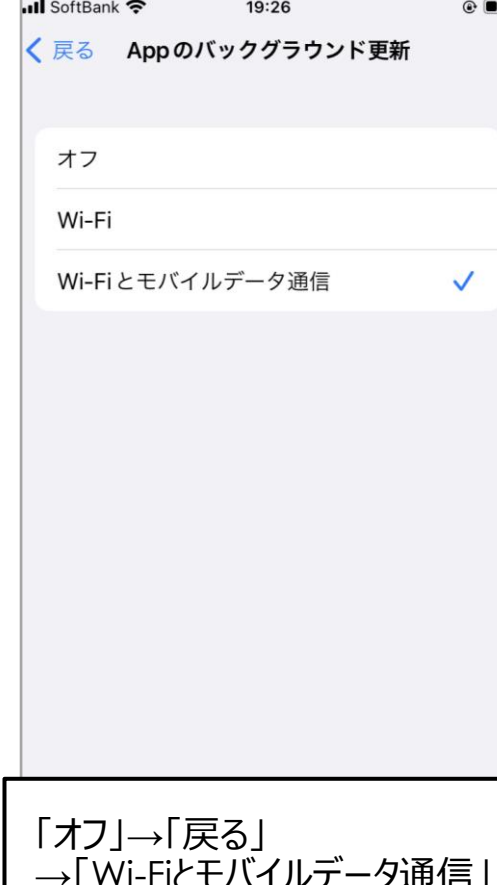 SoftBank 19:26
戻る Appのバックグラウンド更新
オフ
Wi-Fi
Wi-Fiとモバイルデータ通信
「オフ」→「戻る」
→「Wi-Fiとモバイルデータ通信」